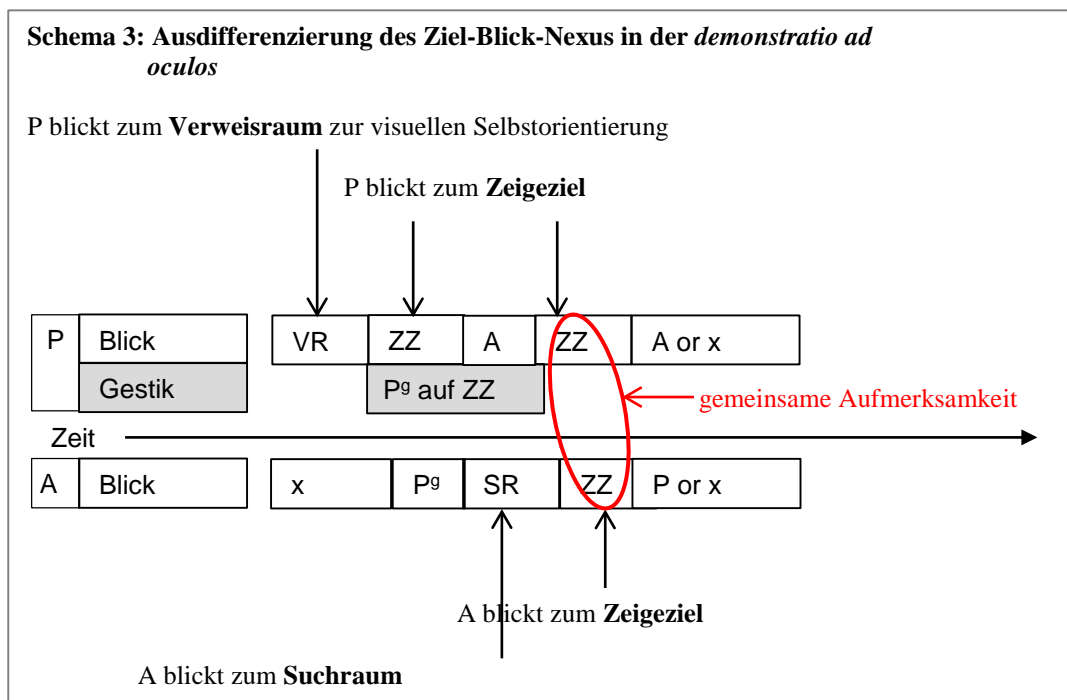 Schema 3: Ausdifferenzierung des Ziel-Blick-Nexus in der demonstratio ad
oculos
P blickt zum Verweisraum zur visuellen Selbstorientierung
P blickt zum Zeigeziel
P Blick VR ZZ A ZZ A or x
Gestik Pᵍ auf ZZ
gemeinsame Aufmerksamkeit
Zeit
A Blick x Pᵍ SR ZZ P or x
A blickt zum Zeigeziel
A blickt zum Suchraum